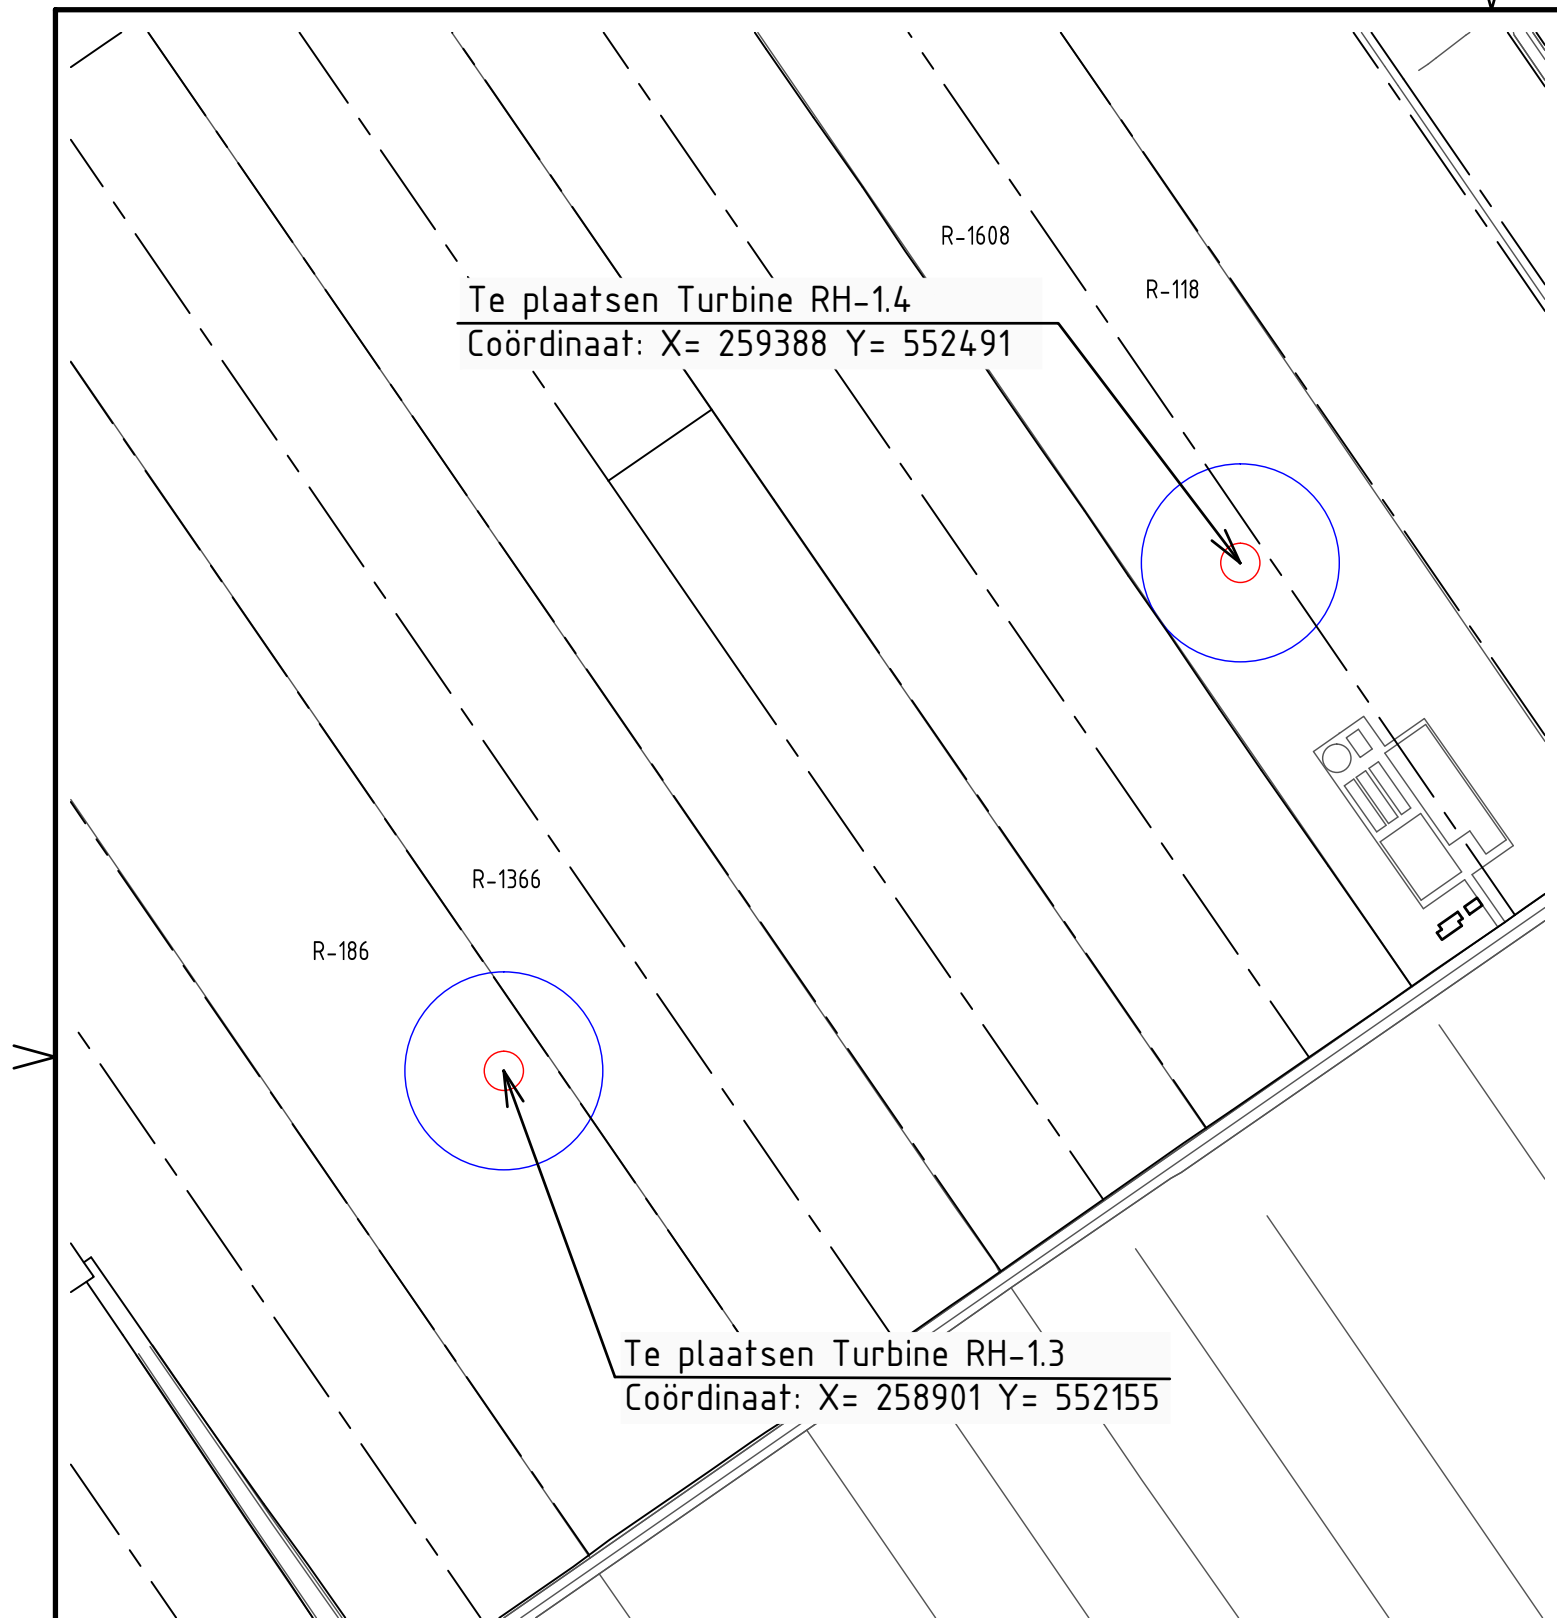 R-1608
R-118
Te plaatsen Turbine RH-1.4
Coördinaat: X= 259388 Y= 552491
R-1366
R-186
Te plaatsen Turbine RH-1.3
Coördinaat: X= 258901 Y= 552155